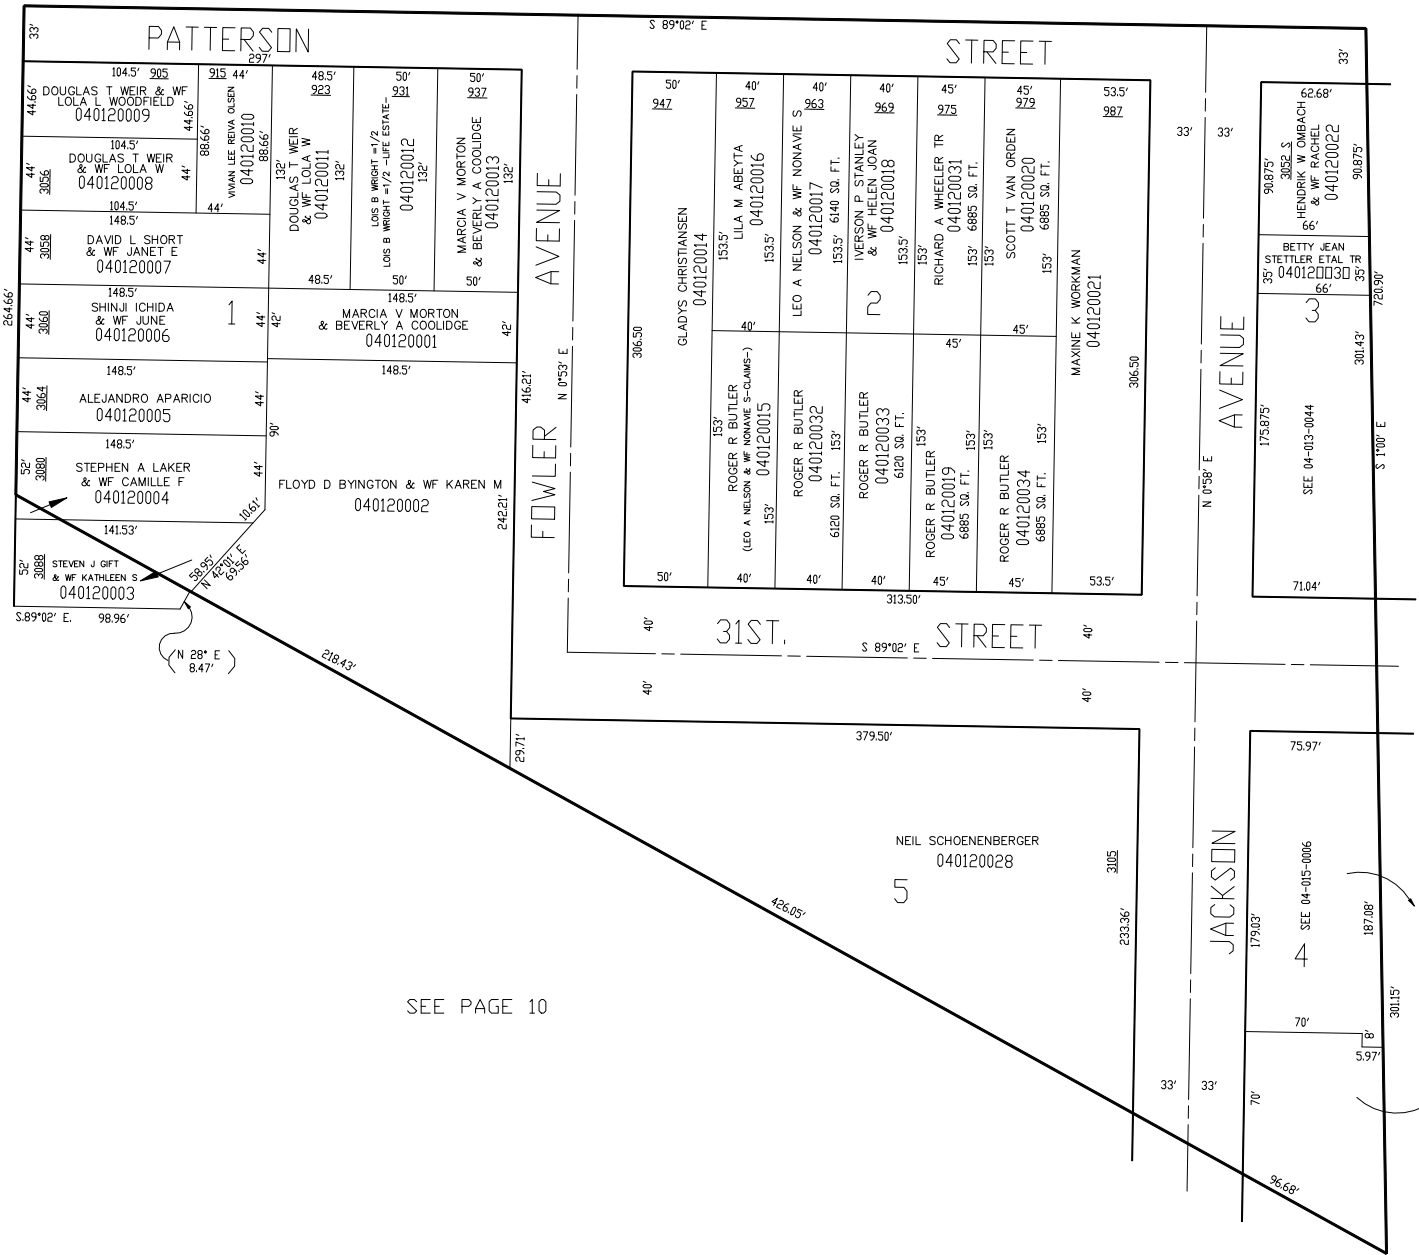 33'
PATTERSON
297'
S 89°02' E
STREET
33'
104.5' 905
DOUGLAS T WEIR & WF
LOLA L WOODFIELD
040120009
44.66'
44.66'
104.5'
DOUGLAS T WEIR
& WF LOLA W
040120008
44'
3056
44'
104.5'
915 44'
VIVIAN LEE REIVA OLSEN
040120010
88.66'
88.66'
44'
48.5'
923
DOUGLAS T WEIR
& WF LOLA W
040120011
132'
132'
48.5'
50'
931
LOIS B WRIGHT =1/2
LOIS B WRIGHT =1/2 -LIFE ESTATE-
040120012
132'
50'
50'
937
MARCIA V MORTON
& BEVERLY A COOLIDGE
040120013
132'
50'
148.5'
DAVID L SHORT
& WF JANET E
040120007
44'
3058
44'
148.5'
SHINJI ICHIDA
& WF JUNE
040120006
44'
3060
44'
1
264.66'
148.5'
MARCIA V MORTON
& BEVERLY A COOLIDGE
040120001
42'
42'
148.5'
ALEJANDRO APARICIO
040120005
44'
3064
44'
148.5'
STEPHEN A LAKER
& WF CAMILLE F
040120004
52'
3080
44'
10.61'
141.53'
STEVEN J GIFT
& WF KATHLEEN S
040120003
52'
3088
58.95'
N 42°01' E
69.56'
S.89°02' E. 98.96'
(N 28° E)
8.47'
148.5'
90'
FLOYD D BYINGTON & WF KAREN M
040120002
242.21'
416.21'
218.43'
29.71'
FOWLER AVENUE
N 0°53' E
50'
947
GLADYS CHRISTIANSEN
040120014
306.50
50'
40'
957
LILA M ABEYTA
040120016
153.5'
153.5'
40'
40'
963
LEO A NELSON & WF NONAVIE S
040120017
153.5' 6140 SQ. FT.
40'
969
IVERSON P STANLEY
& WF HELEN JOAN
040120018
153.5'
2
45'
975
RICHARD A WHEELER TR
040120031
153' 6885 SQ. FT.
153'
45'
45'
979
SCOTT T VAN ORDEN
040120020
6885 SQ. FT.
153'
153'
45'
53.5'
987
MAXINE K WORKMAN
040120021
306.50
53.5'
ROGER R BUTLER
(LEO A NELSON & WF NONAVIE S-CLAIMS-)
040120015
153'
153'
40'
ROGER R BUTLER
040120032
6120 SQ. FT. 153'
40'
ROGER R BUTLER
040120033
6120 SQ. FT.
40'
ROGER R BUTLER
040120019
6885 SQ. FT.
153'
153'
45'
ROGER R BUTLER
040120034
6885 SQ. FT.
153'
153'
45'
313.50'
40'
31ST. STREET
S 89°02' E
40'
40'
40'
33' 33'
JACKSON AVENUE
N 0°58' E
62.68'
3052 S
HENDRIK W OMBACH
& WF RACHEL
040120022
90.875'
90.875'
66'
BETTY JEAN
STETTLER ETAL TR
040120030
35'
35'
66'
3
720.90'
301.43'
175.875'
SEE 04-013-0044
S 1°00' E
71.04'
379.50'
NEIL SCHOENENBERGER
040120028
5
3105
233.36'
426.05'
75.97'
SEE 04-015-0006
4
179.03'
187.08'
301.15'
70'
8'
5.97'
33' 33'
70'
96.68'
SEE PAGE 10